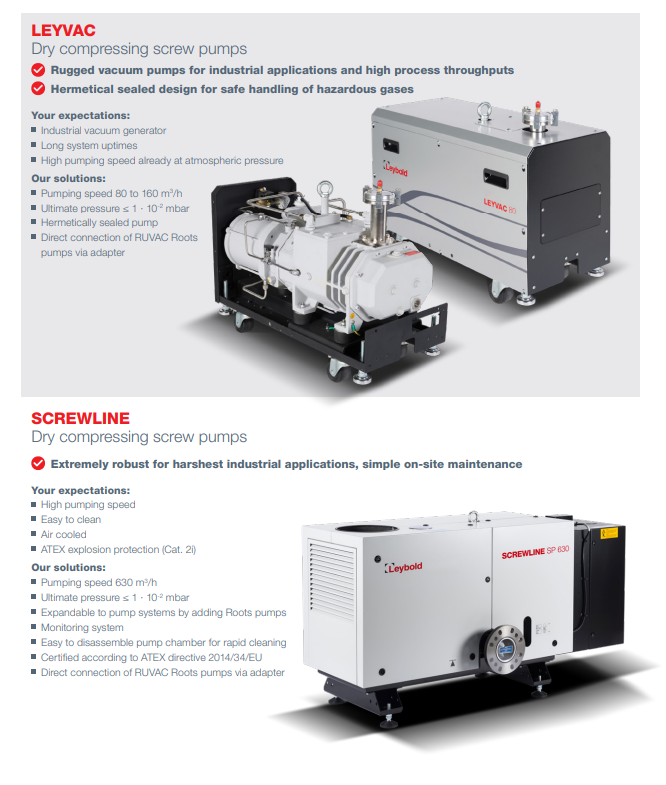 LEYVAC
Dry compressing screw pumps
Rugged vacuum pumps for industrial applications and high process throughputs
Hermetical sealed design for safe handling of hazardous gases
Your expectations:
Industrial vacuum generator
Long system uptimes
High pumping speed already at atmospheric pressure
Our solutions:
Pumping speed 80 to 160 m³/h
Ultimate pressure ≤ 1 · 10⁻² mbar
Hermetically sealed pump
Direct connection of RUVAC Roots
pumps via adapter
Leybold
LEYVAC 80
SCREWLINE
Dry compressing screw pumps
Extremely robust for harshest industrial applications, simple on-site maintenance
Your expectations:
High pumping speed
Easy to clean
Air cooled
ATEX explosion protection (Cat. 2i)
Our solutions:
Pumping speed 630 m³/h
Ultimate pressure ≤ 1 · 10⁻² mbar
Expandable to pump systems by adding Roots pumps
Monitoring system
Easy to disassemble pump chamber for rapid cleaning
Certified according to ATEX directive 2014/34/EU
Direct connection of RUVAC Roots pumps via adapter
Leybold
SCREWLINE SP 630